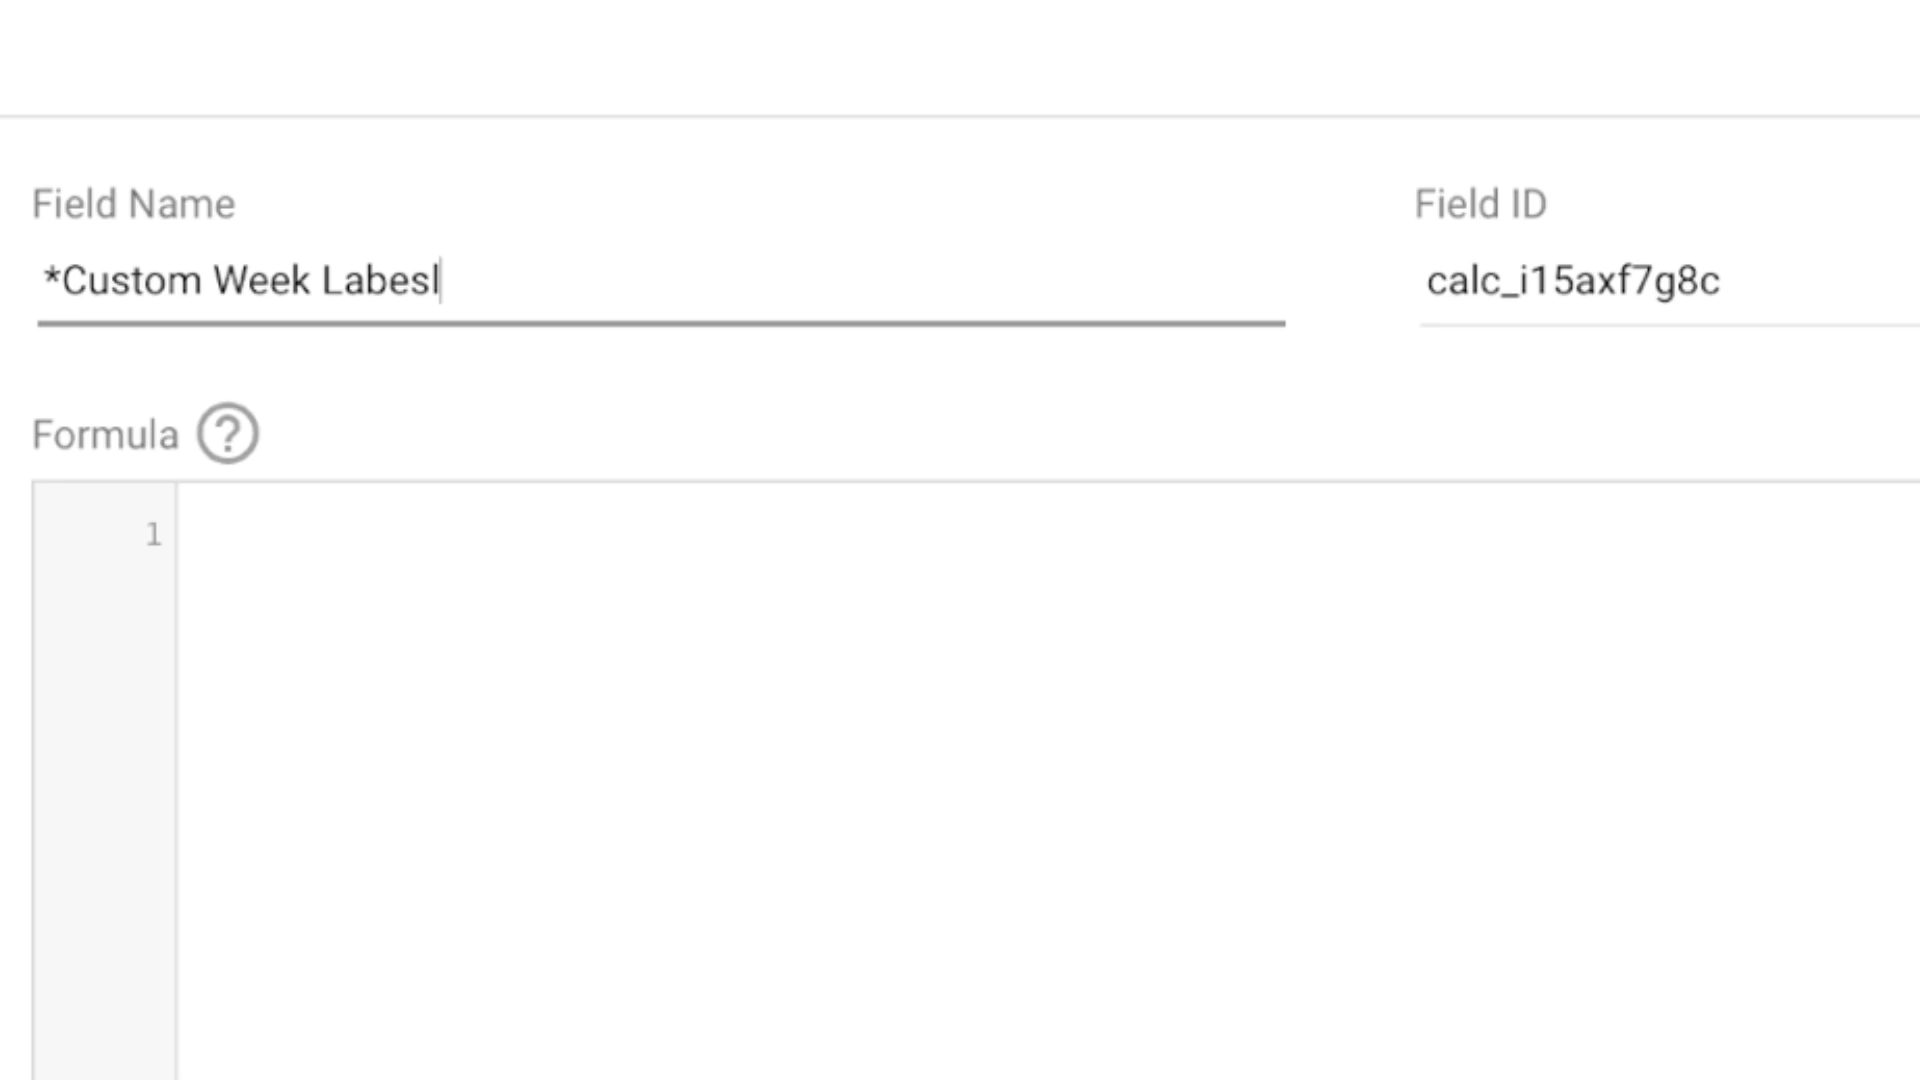 Field Name
Field ID
*Custom Week Labesl
calc_i15axf7g8c
Formula ?
1